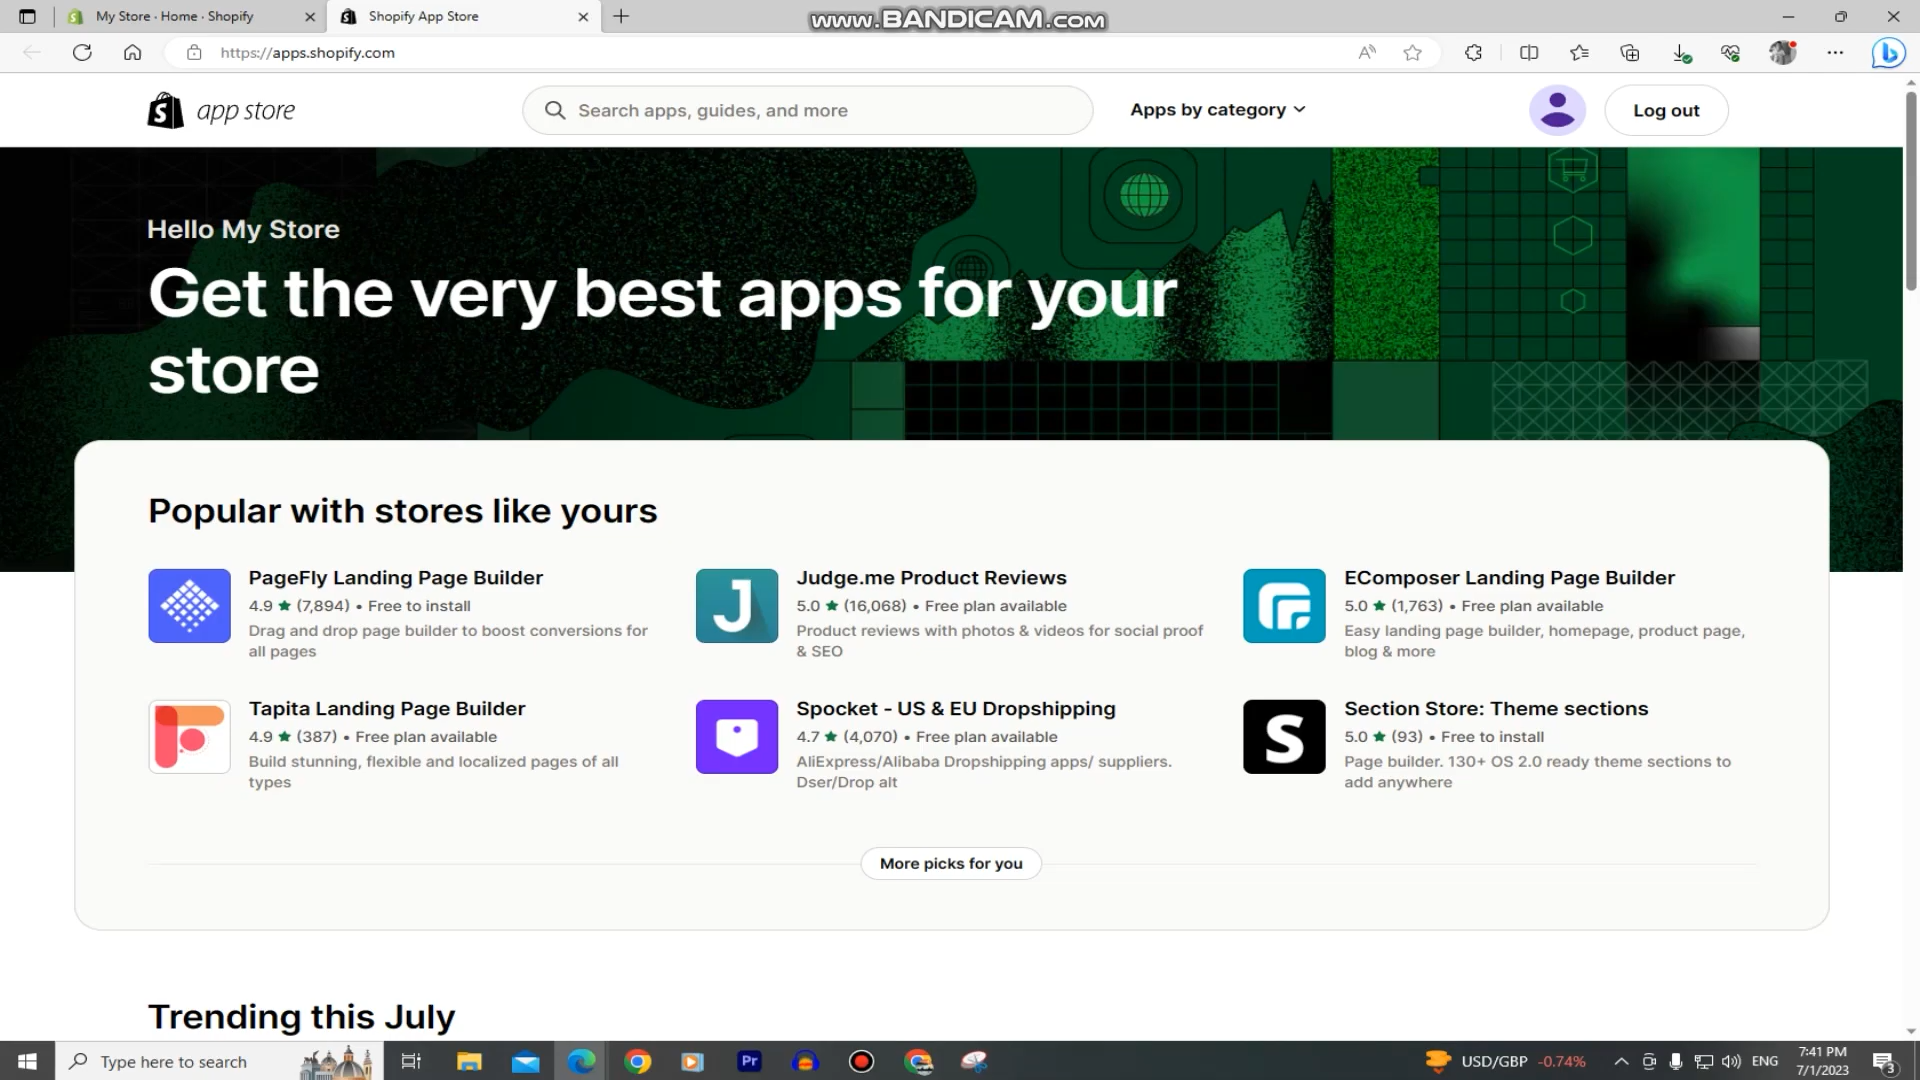 My Store · Home · Shopify
Shopify App Store
www.BANDICAM.com
https://apps.shopify.com
app store
Search apps, guides, and more
Apps by category
Log out
Hello My Store
Get the very best apps for your
store
Popular with stores like yours
PageFly Landing Page Builder
4.9 ★ (7,894) • Free to install
Drag and drop page builder to boost conversions for
all pages
Judge.me Product Reviews
5.0 ★ (16,068) • Free plan available
Product reviews with photos & videos for social proof
& SEO
EComposer Landing Page Builder
5.0 ★ (1,763) • Free plan available
Easy landing page builder, homepage, product page,
blog & more
Tapita Landing Page Builder
4.9 ★ (387) • Free plan available
Build stunning, flexible and localized pages of all
types
Spocket - US & EU Dropshipping
4.7 ★ (4,070) • Free plan available
AliExpress/Alibaba Dropshipping apps/ suppliers.
Dser/Drop alt
Section Store: Theme sections
5.0 ★ (93) • Free to install
Page builder. 130+ OS 2.0 ready theme sections to
add anywhere
More picks for you
Trending this July
Type here to search
Pr
USD/GBP -0.74%
ENG
7:41 PM
7/1/2023
3